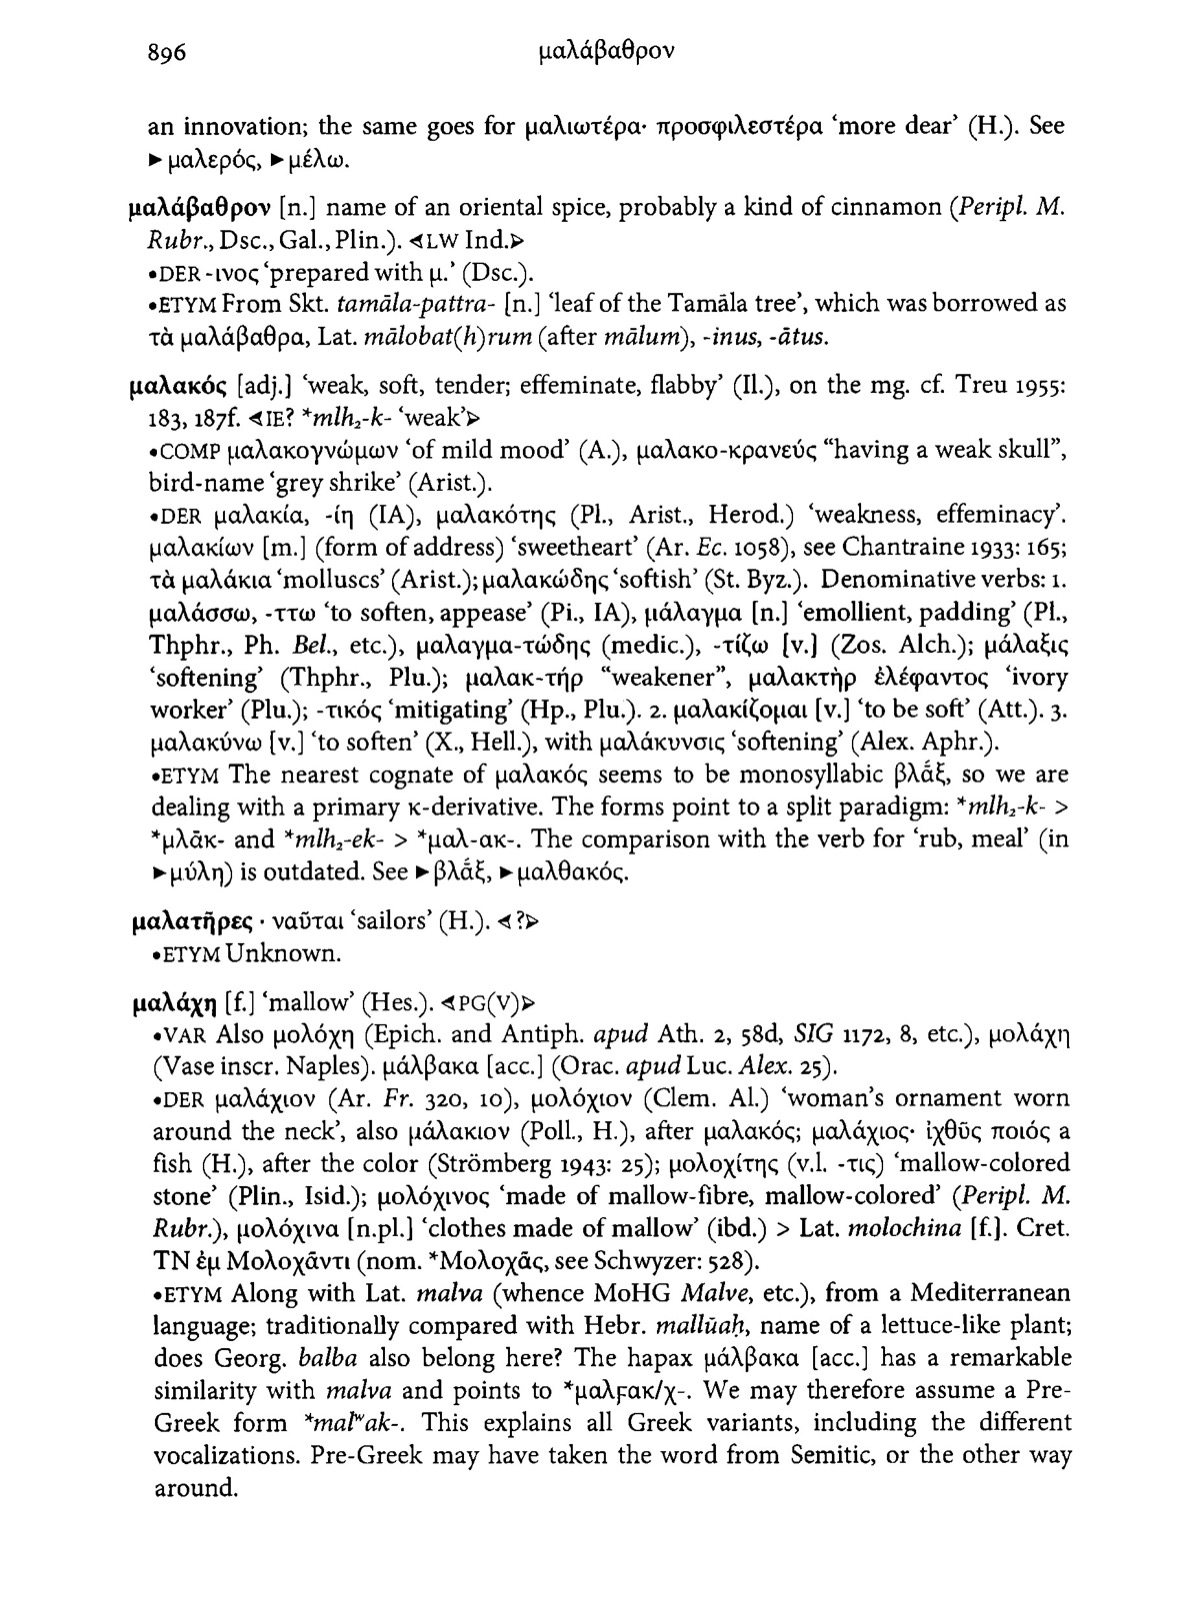 896 μαλάβαθρον
an innovation; the same goes for μαλιωτέρα· προσφιλεστέρα ‘more dear’ (H.). See
►μαλερός, ►μέλω.
μαλάβαθρον [n.] name of an oriental spice, probably a kind of cinnamon (Peripl. M.
Rubr., Dsc., Gal., Plin.). ⊲LW Ind.⊳
•DER -ινος ‘prepared with μ.’ (Dsc.).
•ETYM From Skt. tamāla-pattra- [n.] ‘leaf of the Tamāla tree’, which was borrowed as
τὰ μαλάβαθρα, Lat. mālobat(h)rum (after mālum), -inus, -ātus.
μαλακός [adj.] ‘weak, soft, tender; effeminate, flabby’ (Il.), on the mg. cf. Treu 1955:
183, 187f. ⊲IE? *mlh₂-k- ‘weak’⊳
•COMP μαλακογνώμων ‘of mild mood’ (A.), μαλακο-κρανεύς “having a weak skull”,
bird-name ‘grey shrike’ (Arist.).
•DER μαλακία, -ίη (IA), μαλακότης (Pl., Arist., Herod.) ‘weakness, effeminacy’.
μαλακίων [m.] (form of address) ‘sweetheart’ (Ar. Ec. 1058), see Chantraine 1933: 165;
τὰ μαλάκια ‘molluscs’ (Arist.); μαλακώδης ‘softish’ (St. Byz.). Denominative verbs: 1.
μαλάσσω, -ττω ‘to soften, appease’ (Pi., IA), μάλαγμα [n.] ‘emollient, padding’ (Pl.,
Thphr., Ph. Bel., etc.), μαλαγμα-τώδης (medic.), -τίζω [v.] (Zos. Alch.); μάλαξις
‘softening’ (Thphr., Plu.); μαλακ-τήρ “weakener”, μαλακτὴρ ἐλέφαντος ‘ivory
worker’ (Plu.); -τικός ‘mitigating’ (Hp., Plu.). 2. μαλακίζομαι [v.] ‘to be soft’ (Att.). 3.
μαλακύνω [v.] ‘to soften’ (X., Hell.), with μαλάκυνσις ‘softening’ (Alex. Aphr.).
•ETYM The nearest cognate of μαλακός seems to be monosyllabic βλᾱ́ξ, so we are
dealing with a primary κ-derivative. The forms point to a split paradigm: *mlh₂-k- >
*μλᾱκ- and *mlh₂-ek- > *μαλ-ακ-. The comparison with the verb for ‘rub, meal’ (in
►μύλη) is outdated. See ►βλᾱ́ξ, ►μαλθακός.
μαλατῆρες · ναῦται ‘sailors’ (H.). ⊲?⊳
•ETYM Unknown.
μαλάχη [f.] ‘mallow’ (Hes.). ⊲PG(V)⊳
•VAR Also μολόχη (Epich. and Antiph. apud Ath. 2, 58d, SIG 1172, 8, etc.), μολάχη
(Vase inscr. Naples). μάλβακα [acc.] (Orac. apud Luc. Alex. 25).
•DER μαλάχιον (Ar. Fr. 320, 10), μολόχιον (Clem. Al.) ‘woman’s ornament worn
around the neck’, also μάλακιον (Poll., H.), after μαλακός; μαλάχιος· ἰχθῦς ποιός a
fish (H.), after the color (Strömberg 1943: 25); μολοχίτης (v.l. -τις) ‘mallow-colored
stone’ (Plin., Isid.); μολόχινος ‘made of mallow-fibre, mallow-colored’ (Peripl. M.
Rubr.), μολόχινα [n.pl.] ‘clothes made of mallow’ (ibd.) > Lat. molochina [f.]. Cret.
TN ἐμ Μολοχᾶντι (nom. *Μολοχᾶς, see Schwyzer: 528).
•ETYM Along with Lat. malva (whence MoHG Malve, etc.), from a Mediterranean
language; traditionally compared with Hebr. mallūaḥ, name of a lettuce-like plant;
does Georg. balba also belong here? The hapax μάλβακα [acc.] has a remarkable
similarity with malva and points to *μαλϝακ/χ-. We may therefore assume a Pre-
Greek form *malʷak-. This explains all Greek variants, including the different
vocalizations. Pre-Greek may have taken the word from Semitic, or the other way
around.